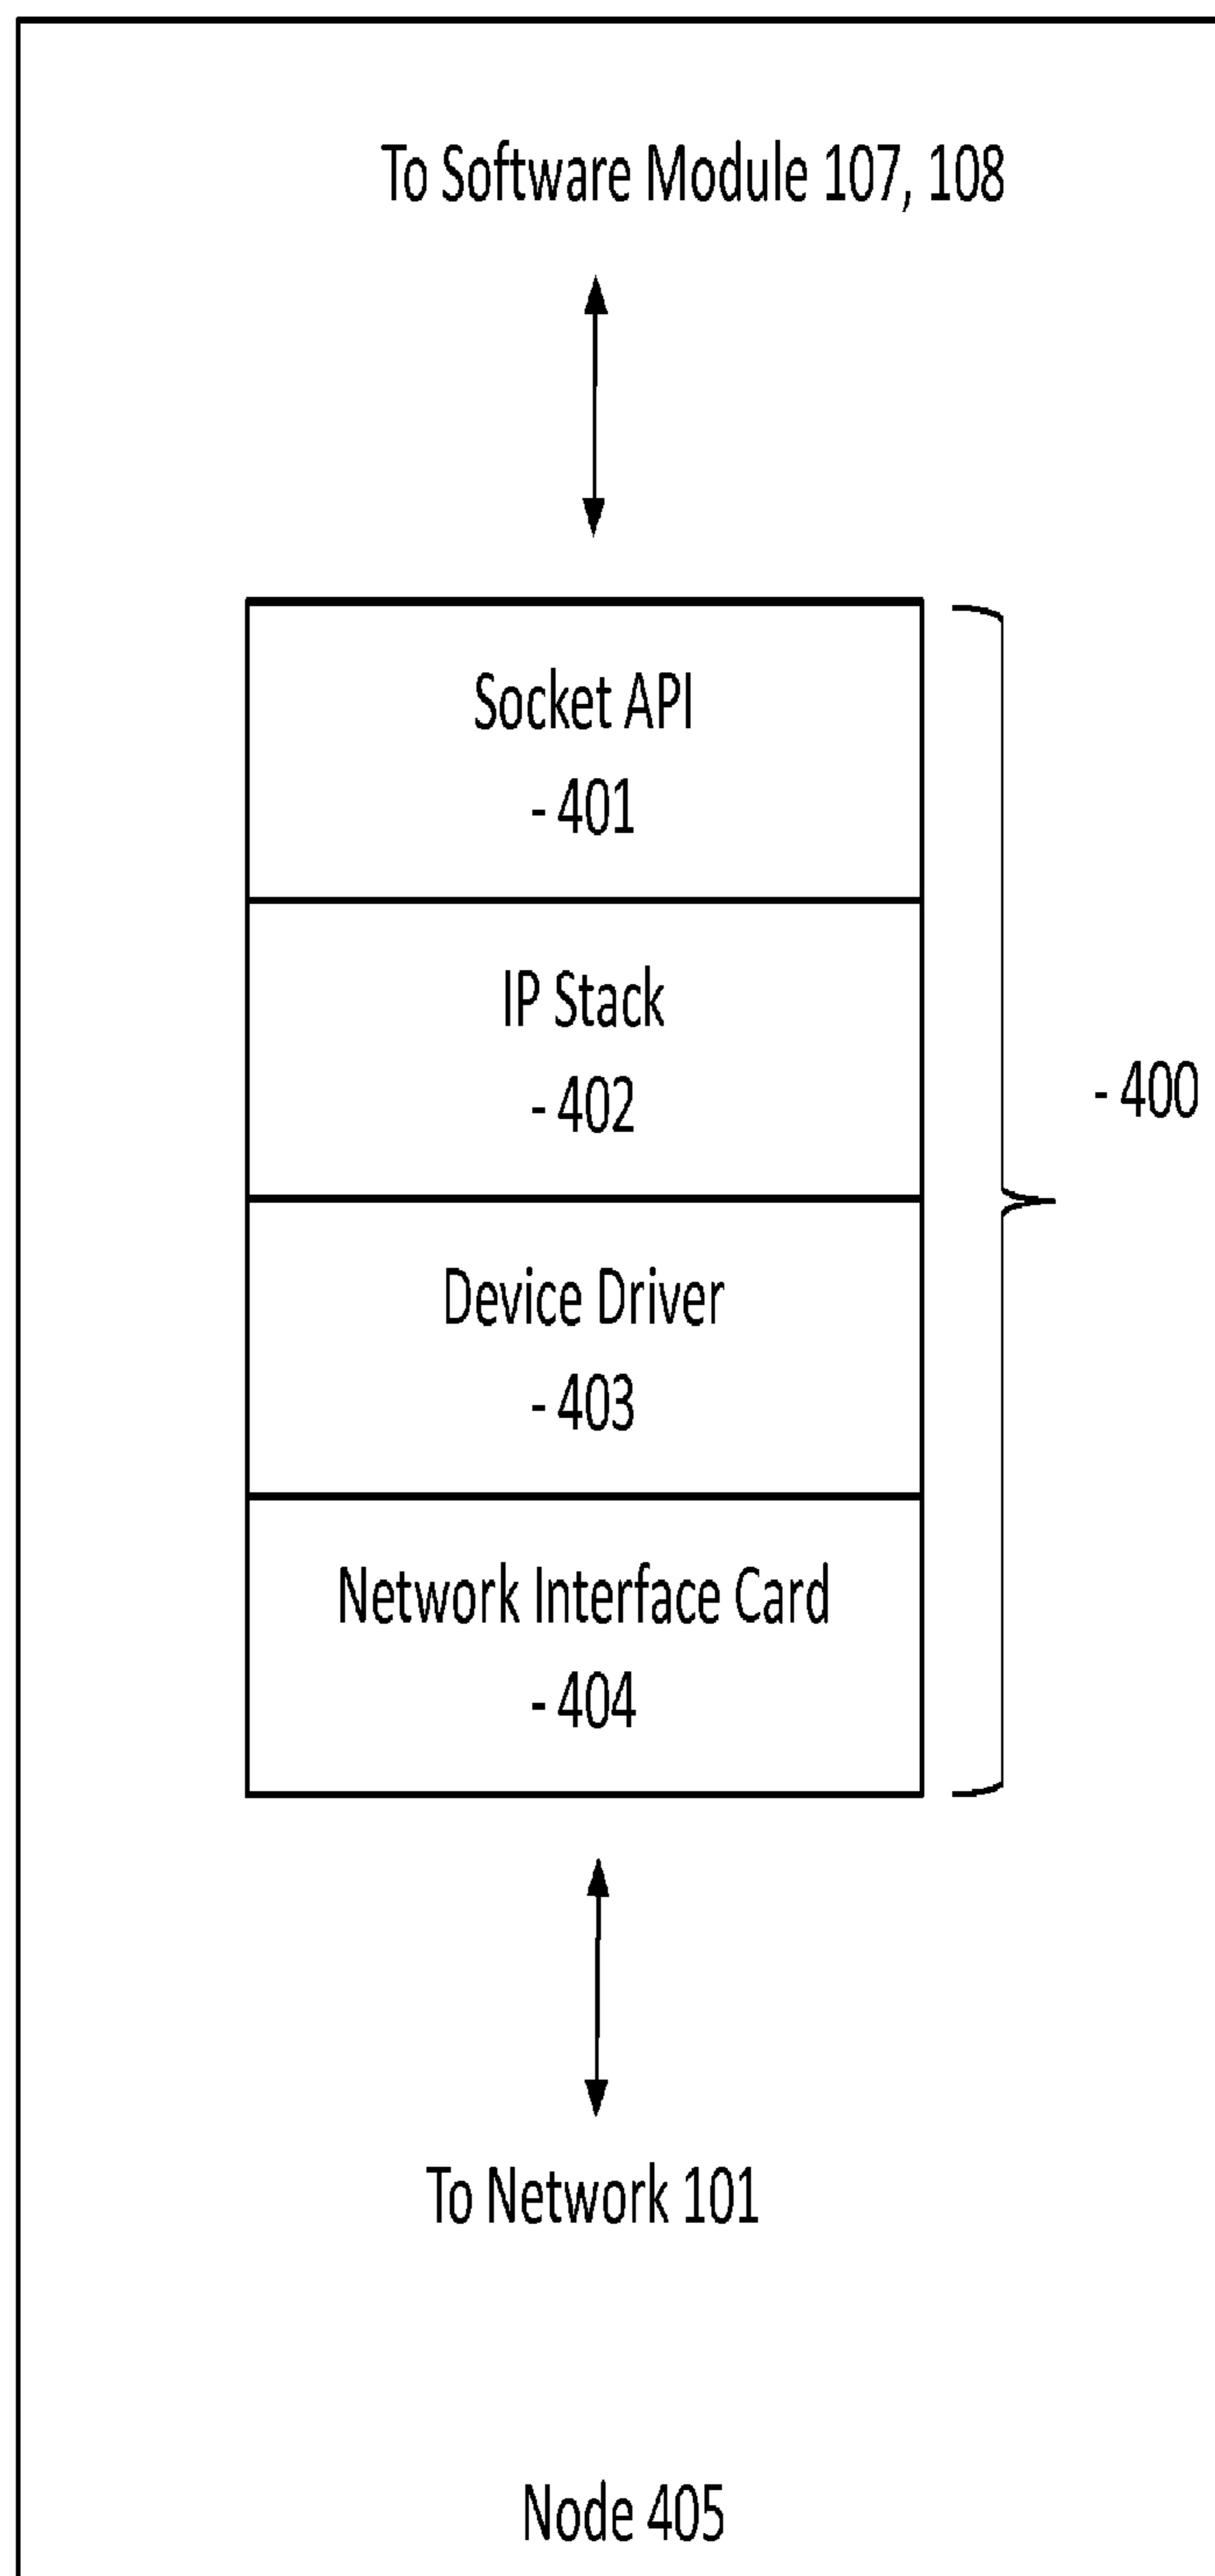 To Software Module 107, 108
Socket API
- 401
IP Stack
- 402
- 400
Device Driver
- 403
Network Interface Card
- 404
To Network 101
Node 405